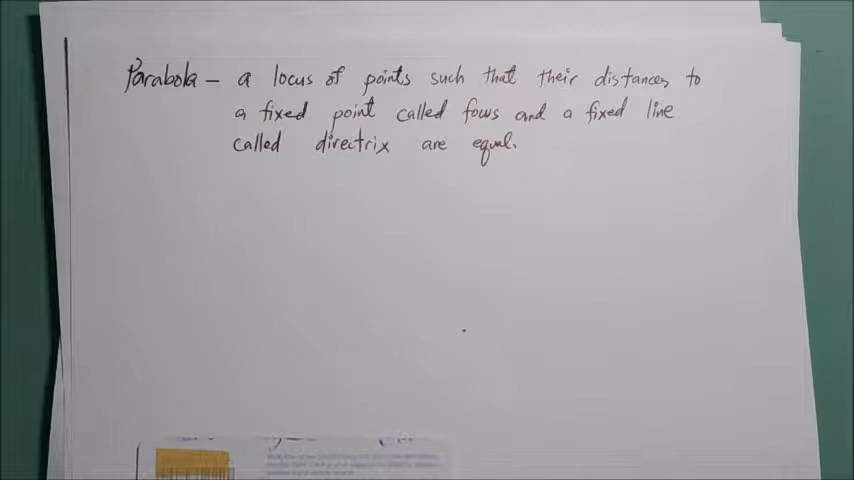 Parabola – a locus of points such that their distances to
a fixed point called focus and a fixed line
called directrix are equal.